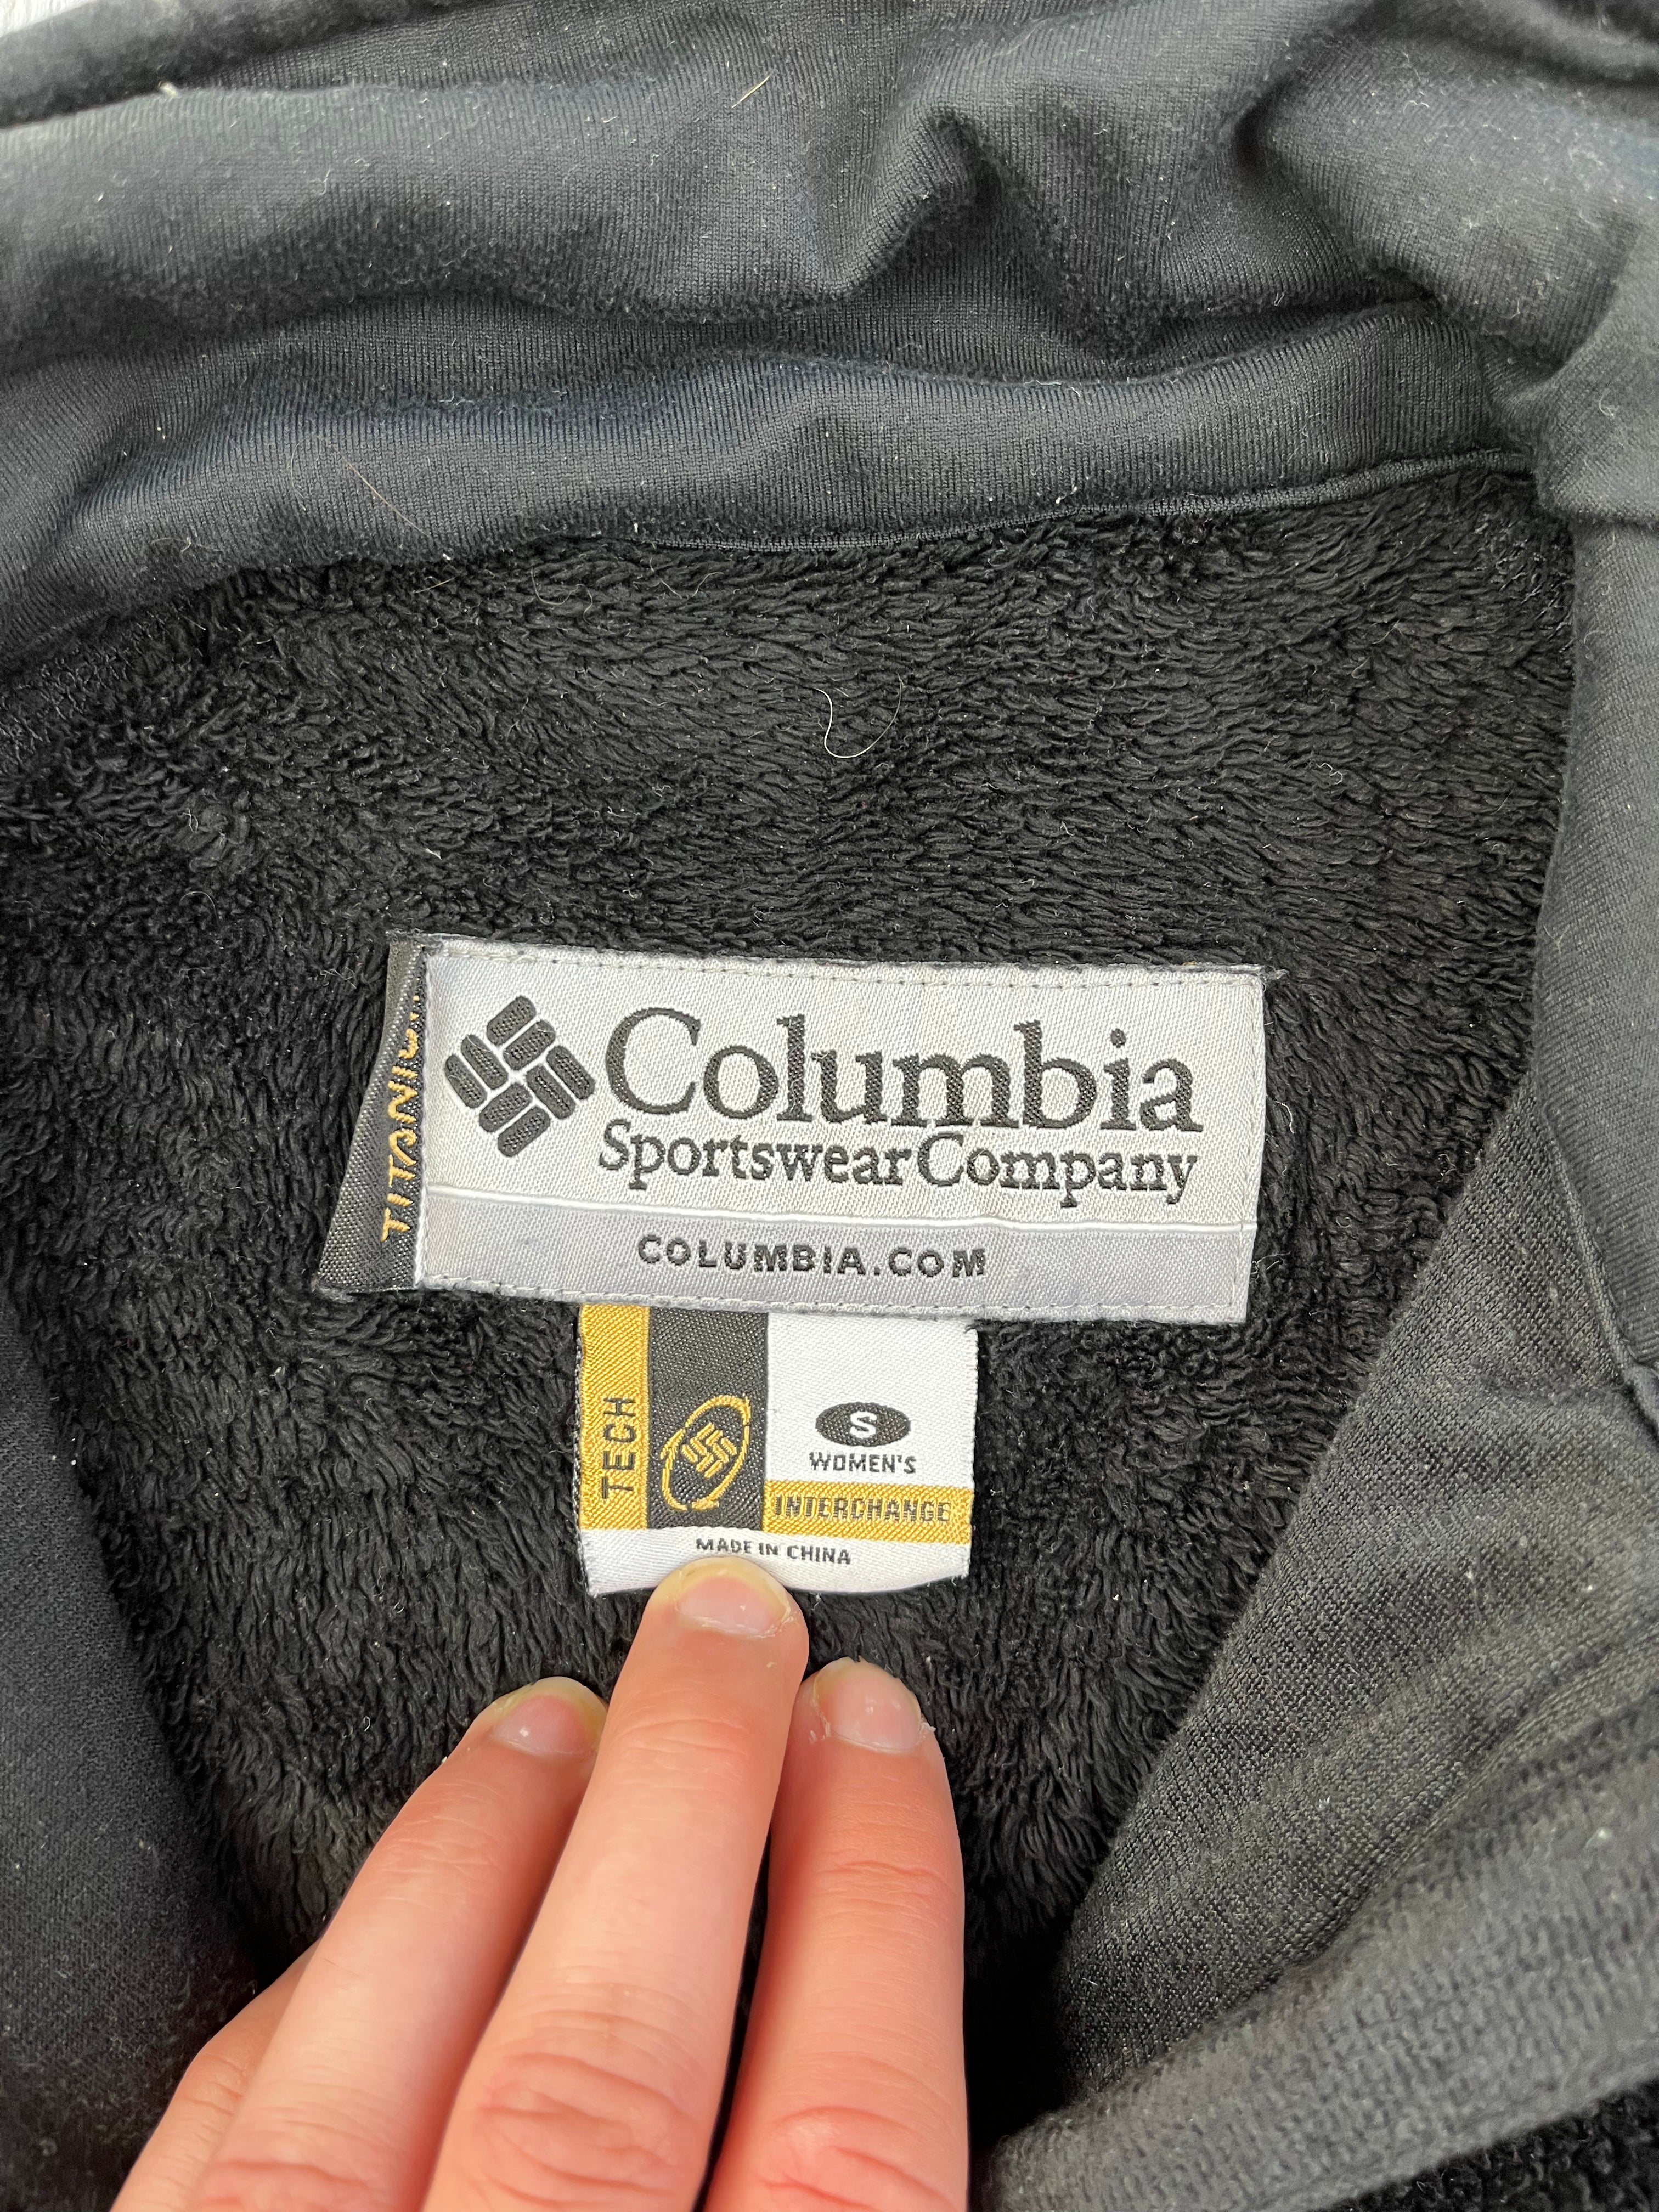 TITANIUM
Columbia
Sportswear Company
COLUMBIA.COM
TECH
S
WOMEN'S
INTERCHANGE
MADE IN CHINA